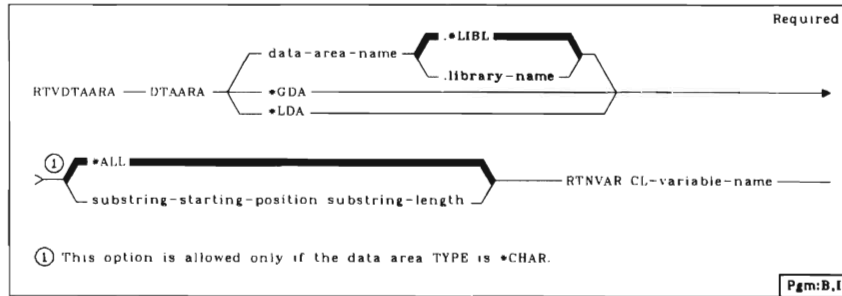 Required
.*LIBL
data-area-name
.library-name
RTVDTAARA DTAARA *GDA
*LDA
1 *ALL
substring-starting-position substring-length RTNVAR CL-variable-name
1 This option is allowed only if the data area TYPE is *CHAR.
Pgm:B,I